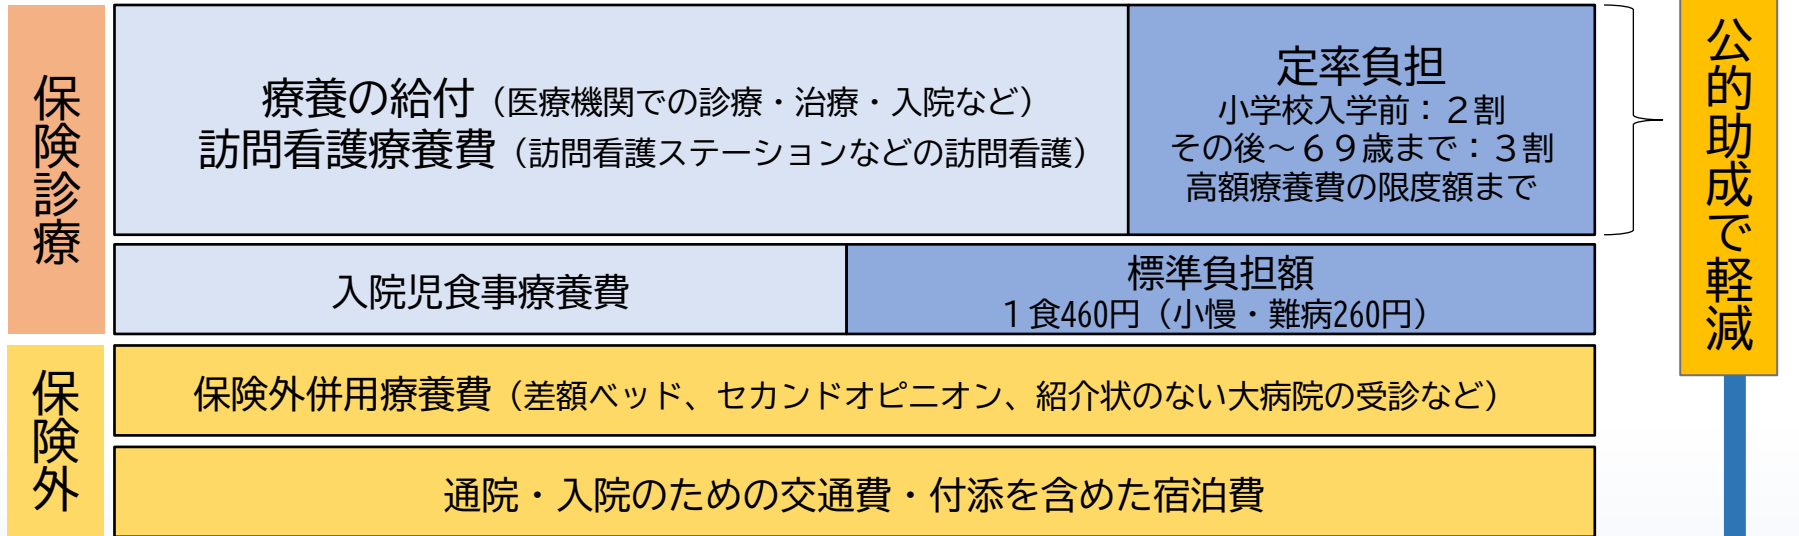 保険診療
療養の給付（医療機関での診療・治療・入院など）
訪問看護療養費（訪問看護ステーションなどの訪問看護）
定率負担
小学校入学前：２割
その後～６９歳まで：３割
高額療養費の限度額まで
入院児食事療養費
標準負担額
１食460円（小慢・難病260円）
公的助成で軽減
保険外
保険外併用療養費（差額ベッド、セカンドオピニオン、紹介状のない大病院の受診など）
通院・入院のための交通費・付添を含めた宿泊費